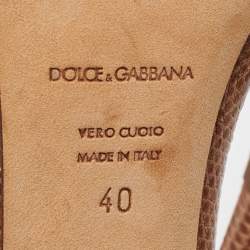 DOLCE & GABBANA
VERO CUOIO
MADE IN ITALY
40